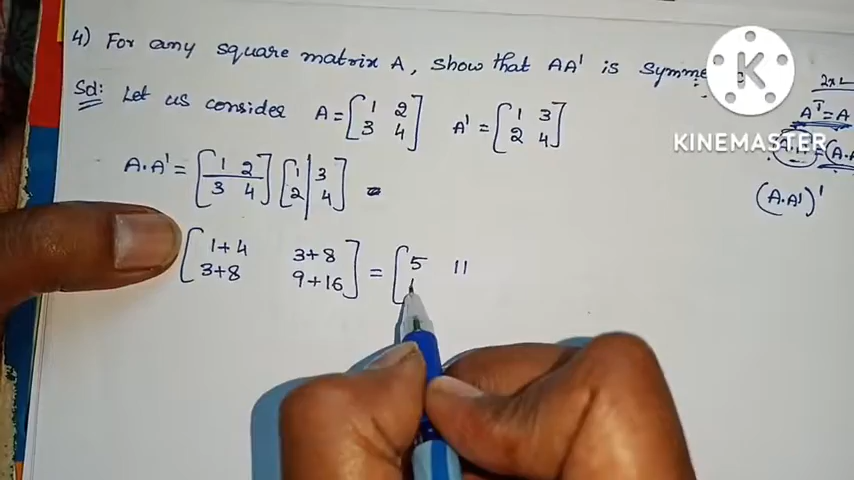 4) For any square matrix A, show that AA' is symm
Sol: Let us consider A = [1 2 3 4] A' = [1 3 2 4]
A·A' = [1 2 3 4] [1 3 2 4] =
[1+4 3+8 3+8 9+16] = [5 11
KINEMASTER
A^T = A
(A·A')'